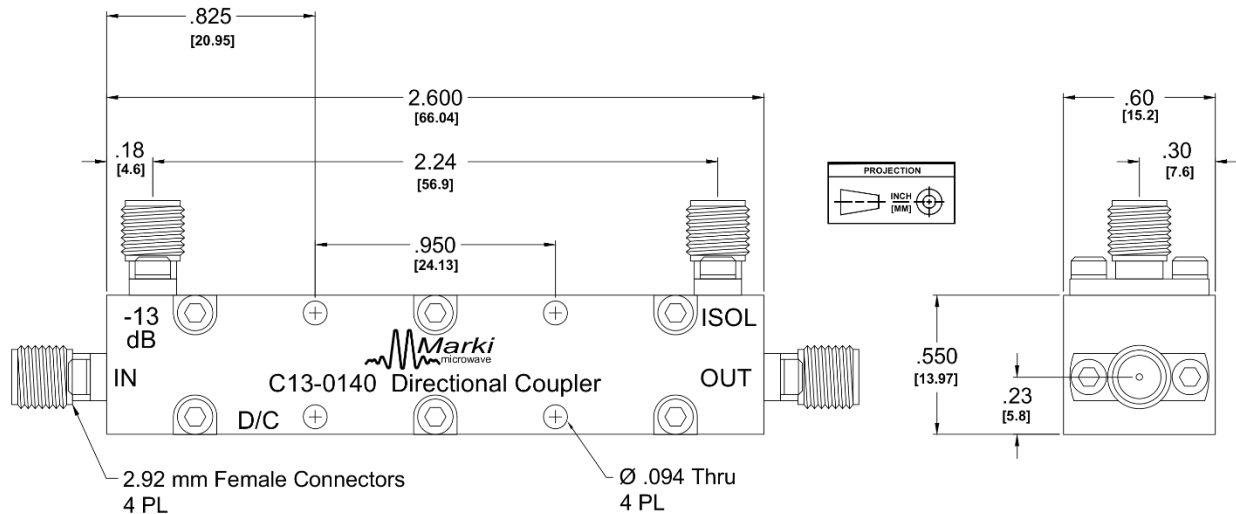 .825
[20.95]
2.600
[66.04]
.60
[15.2]
.18
[4.6]
2.24
[56.9]
.30
[7.6]
PROJECTION
INCH
[MM]
.950
[24.13]
-13
dB
ISOL
Marki
microwave
IN
C13-0140 Directional Coupler
OUT
D/C
.550
[13.97]
.23
[5.8]
2.92 mm Female Connectors
4 PL
Ø .094 Thru
4 PL